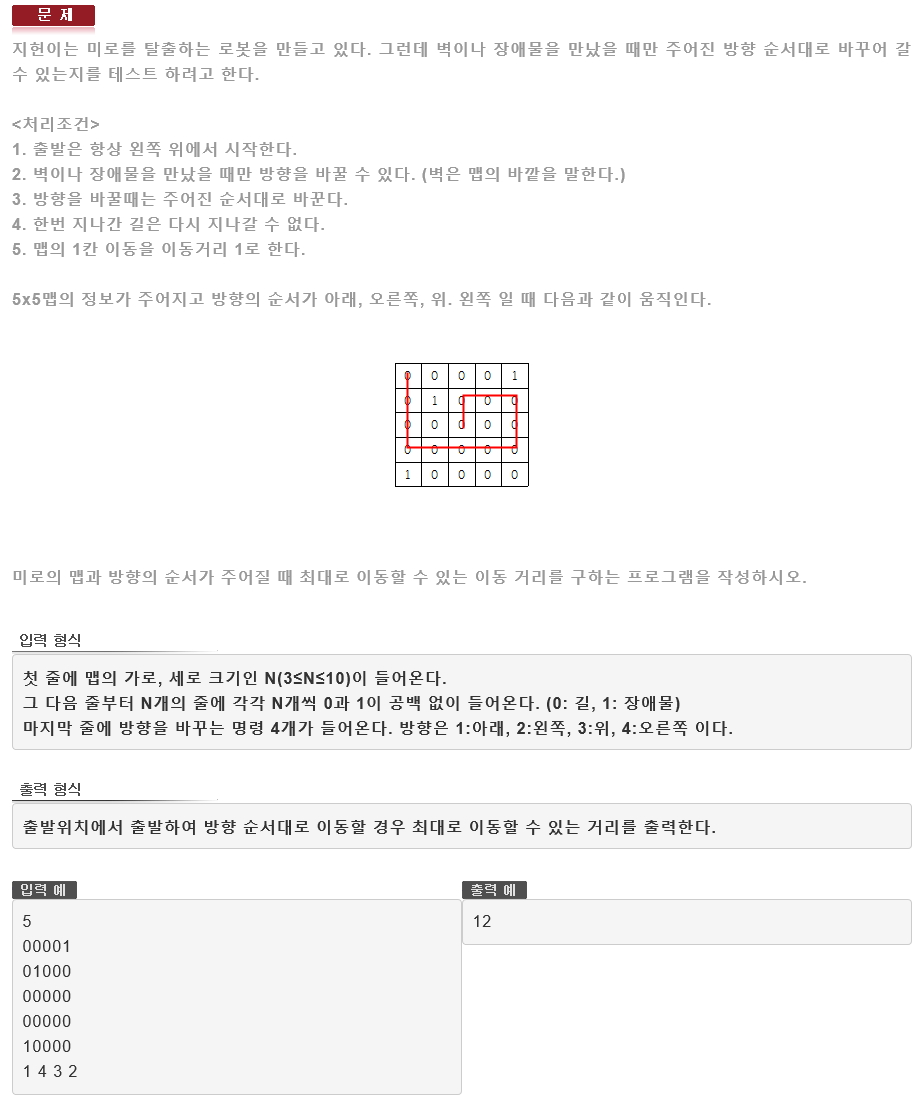 문 제
지헌이는 미로를 탈출하는 로봇을 만들고 있다. 그런데 벽이나 장애물을 만났을 때만 주어진 방향 순서대로 바꾸어 갈
수 있는지를 테스트 하려고 한다.
<처리조건>
1. 출발은 항상 왼쪽 위에서 시작한다.
2. 벽이나 장애물을 만났을 때만 방향을 바꿀 수 있다. (벽은 맵의 바깥을 말한다.)
3. 방향을 바꿀때는 주어진 순서대로 바꾼다.
4. 한번 지나간 길은 다시 지나갈 수 없다.
5. 맵의 1칸 이동을 이동거리 1로 한다.
5x5맵의 정보가 주어지고 방향의 순서가 아래, 오른쪽, 위. 왼쪽 일 때 다음과 같이 움직인다.
0 0 0 0 1
0 1 0 0 0
0 0 0 0 0
0 0 0 0 0
1 0 0 0 0
미로의 맵과 방향의 순서가 주어질 때 최대로 이동할 수 있는 이동 거리를 구하는 프로그램을 작성하시오.
입력 형식
첫 줄에 맵의 가로, 세로 크기인 N(3≤N≤10)이 들어온다.
그 다음 줄부터 N개의 줄에 각각 N개씩 0과 1이 공백 없이 들어온다. (0: 길, 1: 장애물)
마지막 줄에 방향을 바꾸는 명령 4개가 들어온다. 방향은 1:아래, 2:왼쪽, 3:위, 4:오른쪽 이다.
출력 형식
출발위치에서 출발하여 방향 순서대로 이동할 경우 최대로 이동할 수 있는 거리를 출력한다.
입력 예
5
00001
01000
00000
00000
10000
1 4 3 2
출력 예
12